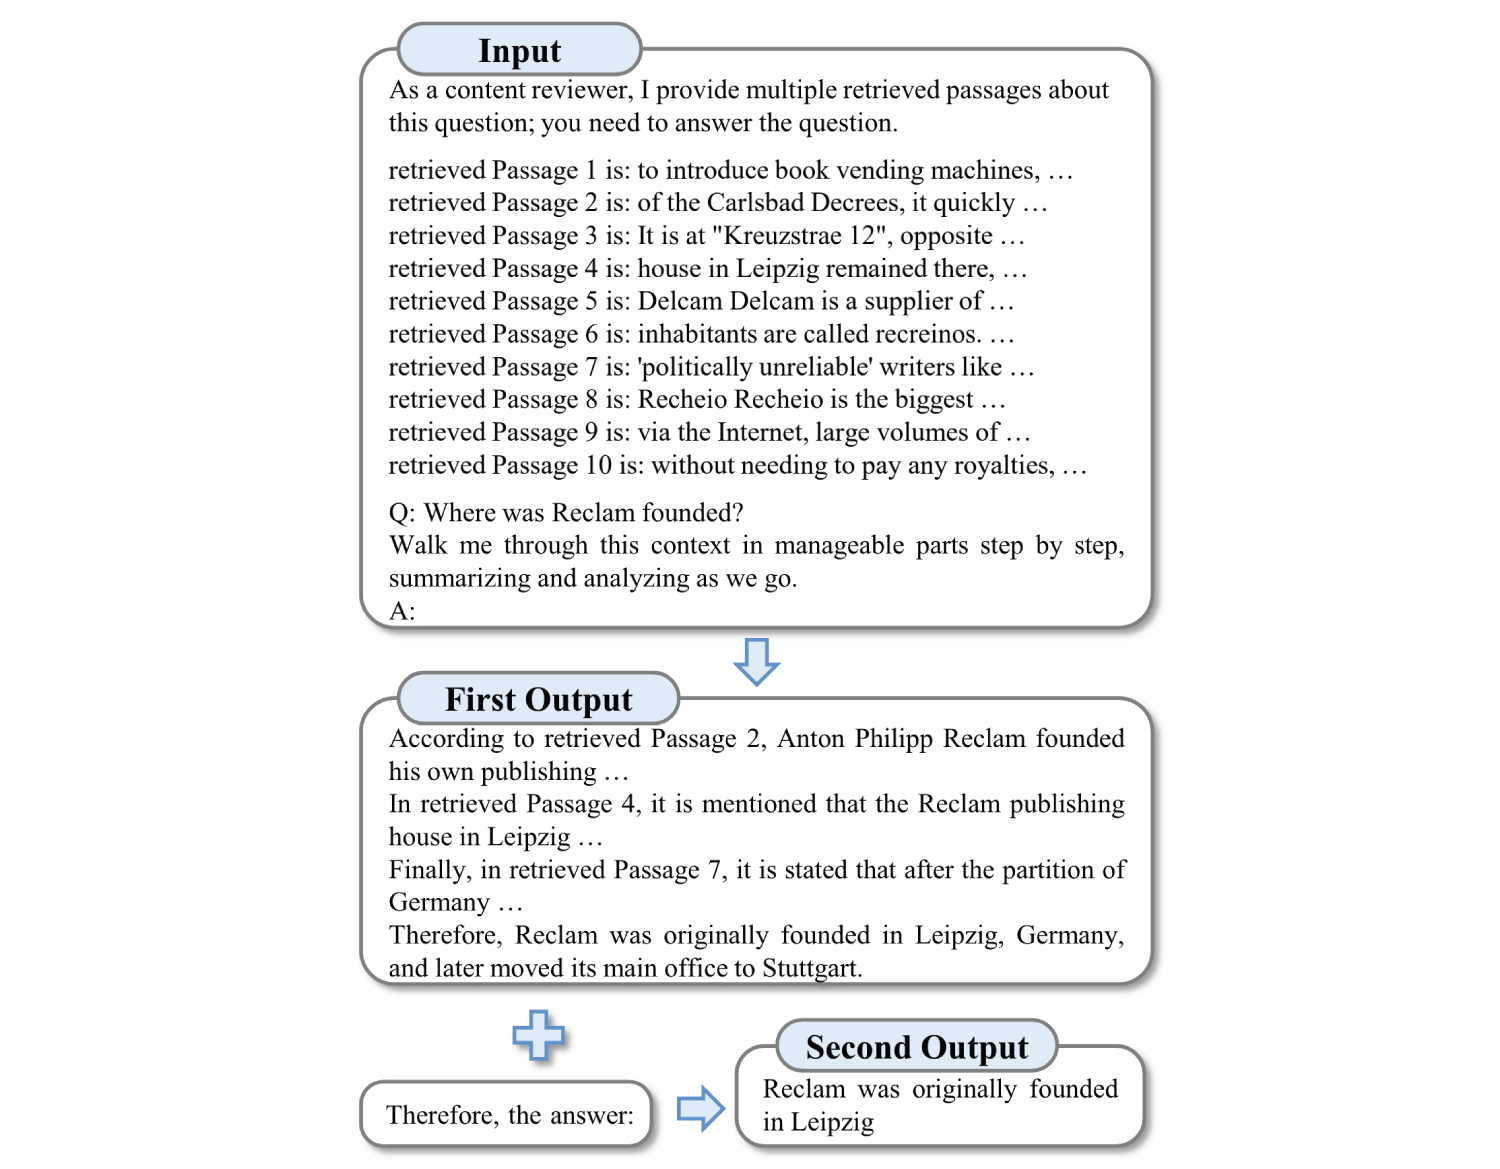 Input
As a content reviewer, I provide multiple retrieved passages about
this question; you need to answer the question.
retrieved Passage 1 is: to introduce book vending machines, …
retrieved Passage 2 is: of the Carlsbad Decrees, it quickly …
retrieved Passage 3 is: It is at "Kreuzstrae 12", opposite …
retrieved Passage 4 is: house in Leipzig remained there, …
retrieved Passage 5 is: Delcam Delcam is a supplier of …
retrieved Passage 6 is: inhabitants are called recreinos. …
retrieved Passage 7 is: 'politically unreliable' writers like …
retrieved Passage 8 is: Recheio Recheio is the biggest …
retrieved Passage 9 is: via the Internet, large volumes of …
retrieved Passage 10 is: without needing to pay any royalties, …
Q: Where was Reclam founded?
Walk me through this context in manageable parts step by step,
summarizing and analyzing as we go.
A:
First Output
According to retrieved Passage 2, Anton Philipp Reclam founded
his own publishing …
In retrieved Passage 4, it is mentioned that the Reclam publishing
house in Leipzig …
Finally, in retrieved Passage 7, it is stated that after the partition of
Germany …
Therefore, Reclam was originally founded in Leipzig, Germany,
and later moved its main office to Stuttgart.
Therefore, the answer:
Second Output
Reclam was originally founded
in Leipzig